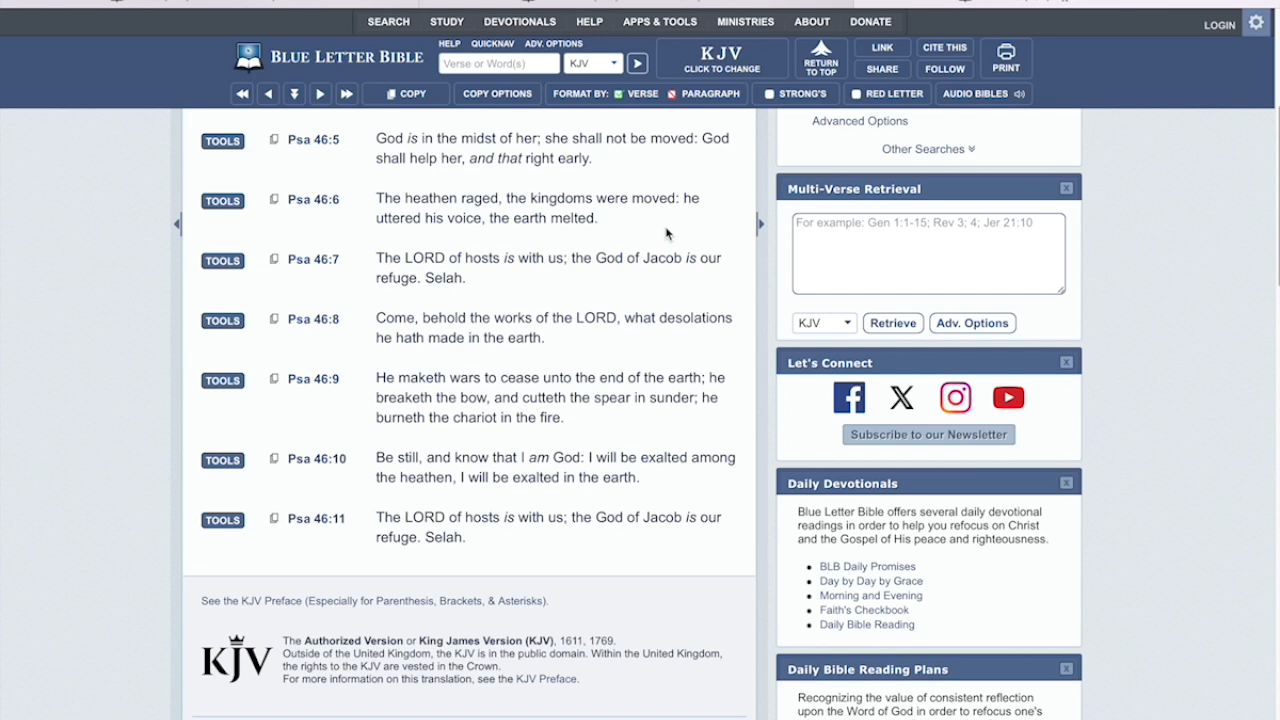 SEARCH STUDY DEVOTIONALS HELP APPS & TOOLS MINISTRIES ABOUT DONATE LOGIN
BLUE LETTER BIBLE
HELP QUICKNAV ADV. OPTIONS
Verse or Word(s) KJV
KJV
CLICK TO CHANGE
RETURN
TO TOP
LINK CITE THIS
SHARE FOLLOW
PRINT
COPY COPY OPTIONS FORMAT BY: VERSE PARAGRAPH STRONG'S RED LETTER AUDIO BIBLES
TOOLS Psa 46:5 God is in the midst of her; she shall not be moved: God
shall help her, and that right early.
TOOLS Psa 46:6 The heathen raged, the kingdoms were moved: he
uttered his voice, the earth melted.
TOOLS Psa 46:7 The LORD of hosts is with us; the God of Jacob is our
refuge. Selah.
TOOLS Psa 46:8 Come, behold the works of the LORD, what desolations
he hath made in the earth.
TOOLS Psa 46:9 He maketh wars to cease unto the end of the earth; he
breaketh the bow, and cutteth the spear in sunder; he
burneth the chariot in the fire.
TOOLS Psa 46:10 Be still, and know that I am God: I will be exalted among
the heathen, I will be exalted in the earth.
TOOLS Psa 46:11 The LORD of hosts is with us; the God of Jacob is our
refuge. Selah.
See the KJV Preface (Especially for Parenthesis, Brackets, & Asterisks).
KJV
The Authorized Version or King James Version (KJV), 1611, 1769.
Outside of the United Kingdom, the KJV is in the public domain. Within the United Kingdom,
the rights to the KJV are vested in the Crown.
For more information on this translation, see the KJV Preface.
Advanced Options
Other Searches
Multi-Verse Retrieval x
For example: Gen 1:1-15; Rev 3; 4; Jer 21:10
KJV Retrieve Adv. Options
Let's Connect x
Subscribe to our Newsletter
Daily Devotionals x
Blue Letter Bible offers several daily devotional
readings in order to help you refocus on Christ
and the Gospel of His peace and righteousness.
• BLB Daily Promises
• Day by Day by Grace
• Morning and Evening
• Faith's Checkbook
• Daily Bible Reading
Daily Bible Reading Plans x
Recognizing the value of consistent reflection
upon the Word of God in order to refocus one's